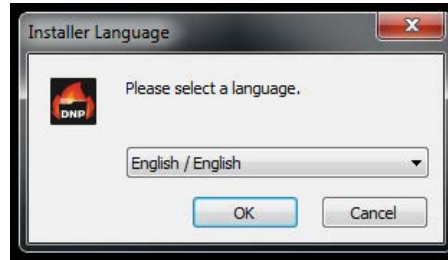 Installer Language
DNP
Please select a language.
English / English
OK
Cancel